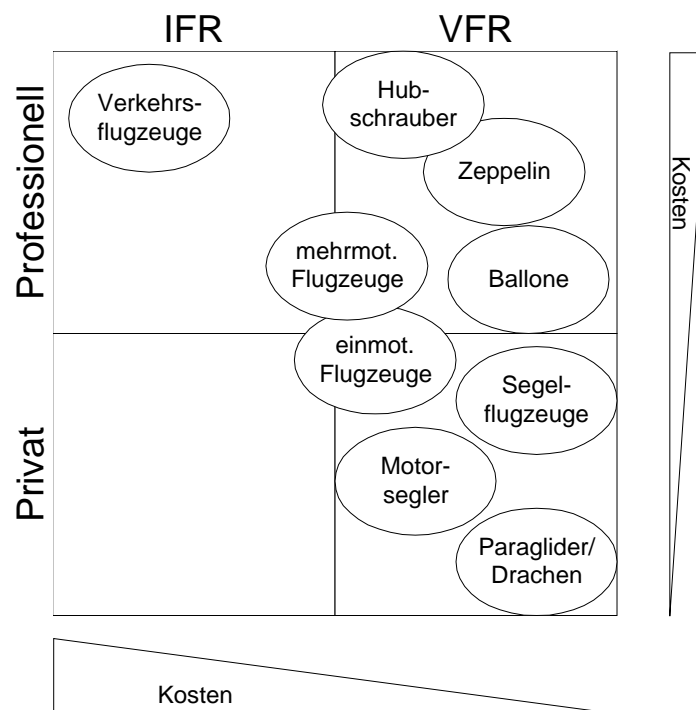 IFR
VFR
Professionell
Privat
Verkehrs-
flugzeuge
Hub-
schrauber
Zeppelin
mehrmot.
Flugzeuge
Ballone
einmot.
Flugzeuge
Segel-
flugzeuge
Motor-
segler
Paraglider/
Drachen
Kosten
Kosten